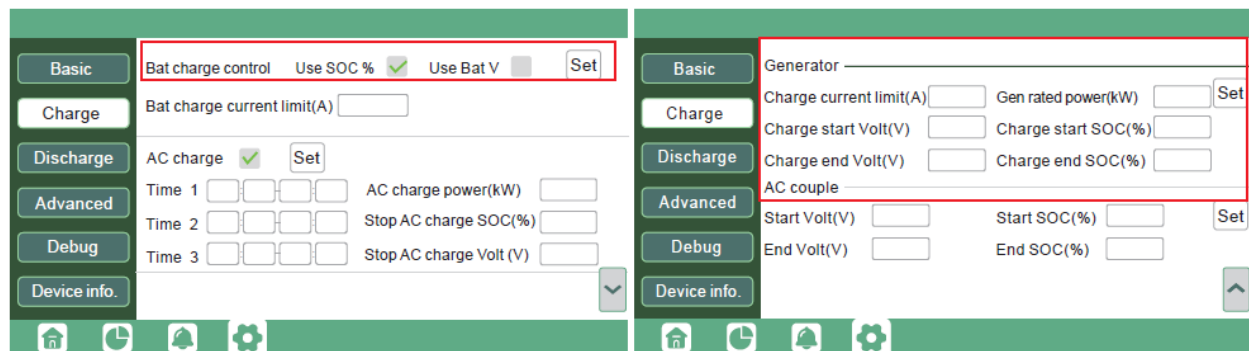 Basic
Charge
Discharge
Advanced
Debug
Device info.
Bat charge control Use SOC % Use Bat V Set
Bat charge current limit(A)
AC charge Set
Time 1 AC charge power(kW)
Time 2 Stop AC charge SOC(%)
Time 3 Stop AC charge Volt (V)
Basic
Charge
Discharge
Advanced
Debug
Device info.
Generator
Charge current limit(A) Gen rated power(kW) Set
Charge start Volt(V) Charge start SOC(%)
Charge end Volt(V) Charge end SOC(%)
AC couple
Start Volt(V) Start SOC(%) Set
End Volt(V) End SOC(%)